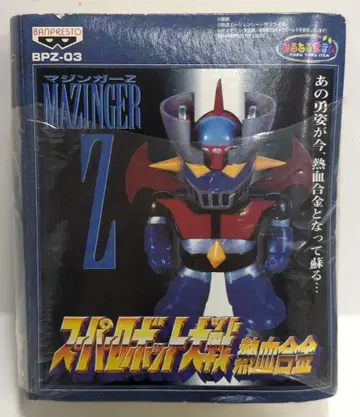 BANPRESTO
BPZ-03
マジンガーZ
MAZINGER
Z
あの勇姿が今、熱血合金となって蘇る…
スーパーロボット大戦 熱血合金